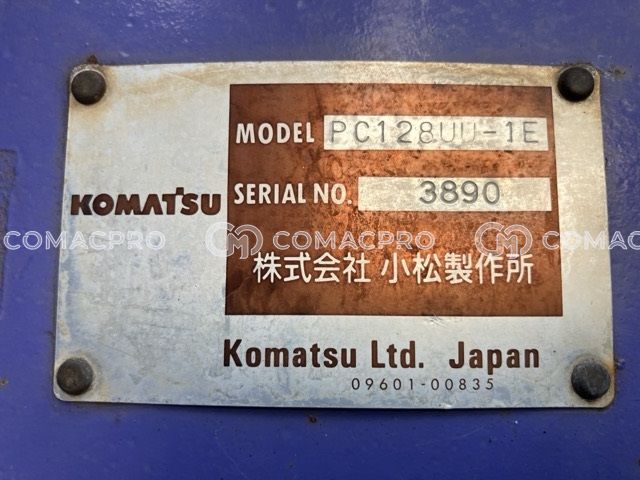 MODEL PC128UU-1E
SERIAL NO. 3890
KOMATSU
COMACPRO COMACPRO COMACPRO
株式会社 小松製作所
Komatsu Ltd. Japan
09601-00835